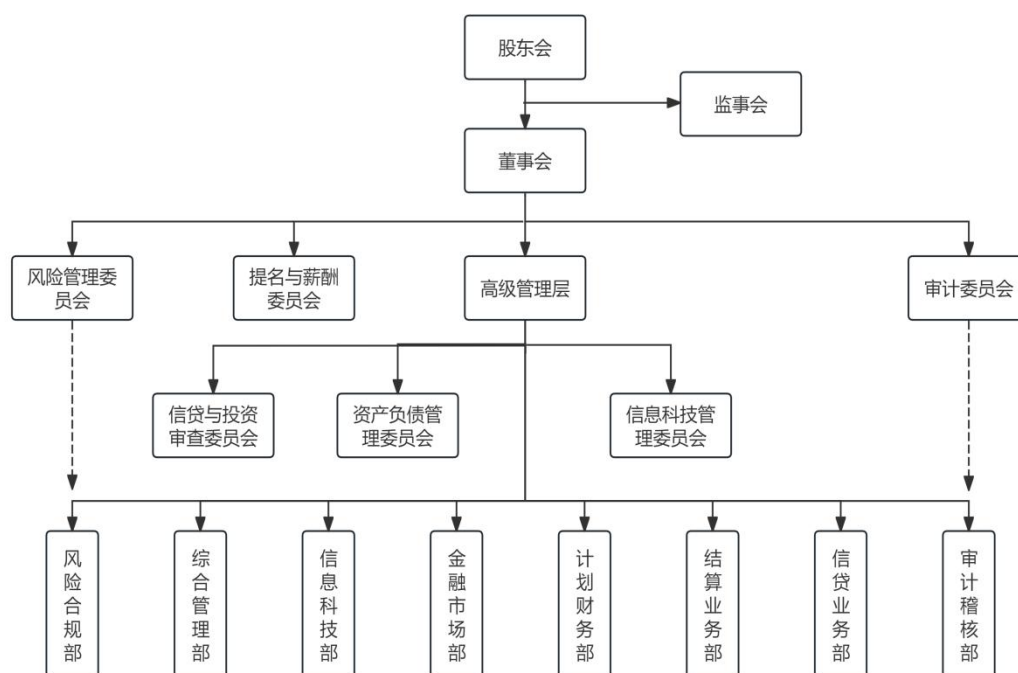 股东会
监事会
董事会
风险管理委
员会
提名与薪酬
委员会
高级管理层
审计委员会
信贷与投资
审查委员会
资产负债管
理委员会
信息科技管
理委员会
风险合规部
综合管理部
信息科技部
金融市场部
计划财务部
结算业务部
信贷业务部
审计稽核部